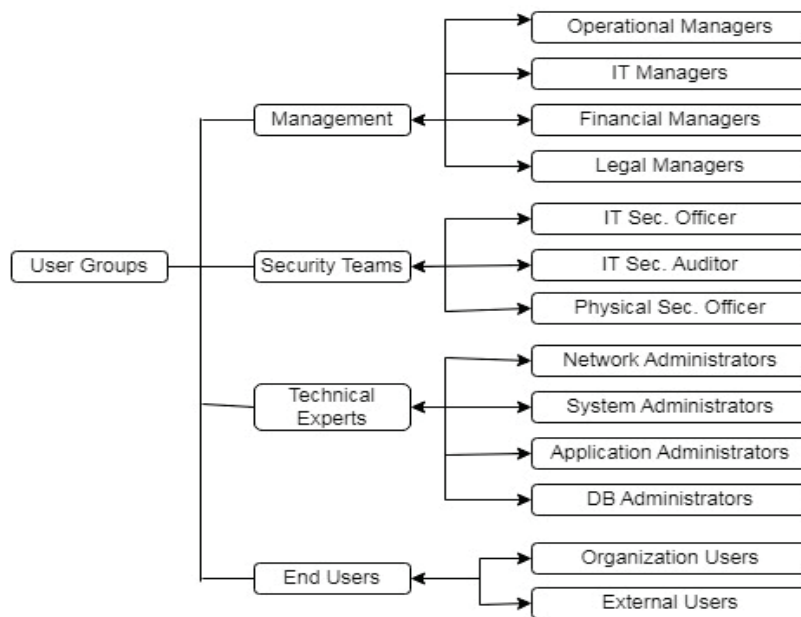 User Groups
Management
Operational Managers
IT Managers
Financial Managers
Legal Managers
Security Teams
IT Sec. Officer
IT Sec. Auditor
Physical Sec. Officer
Technical
Experts
Network Administrators
System Administrators
Application Administrators
DB Administrators
End Users
Organization Users
External Users